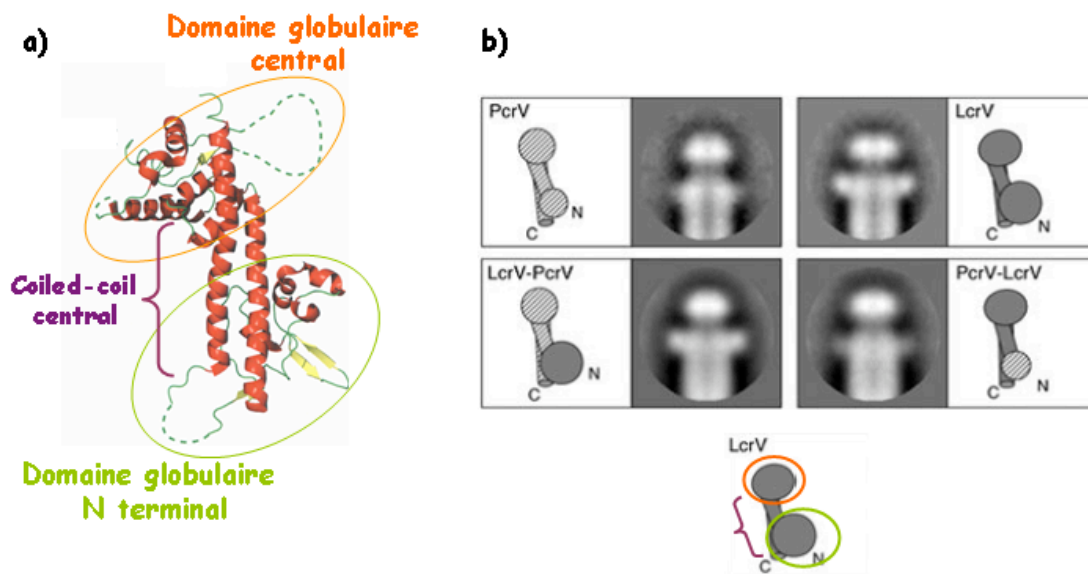 a)
Domaine globulaire
central
Coiled-coil
central
Domaine globulaire
N terminal
b)
PcrV
N
C
LcrV
N
C
LcrV-PcrV
N
C
PcrV-LcrV
N
C
LcrV
N
C